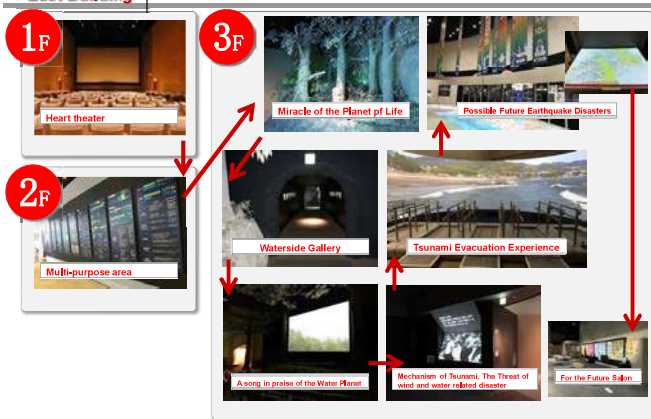 East Building
1F
Heart theater
2F
Multi-purpose area
3F
Miracle of the Planet pf Life
Waterside Gallery
A song in praise of the Water Planet
Mechanism of Tsunami, The Threat of
wind and water related disaster
Tsunami Evacuation Experience
Possible Future Earthquake Disasters
For the Future Salon